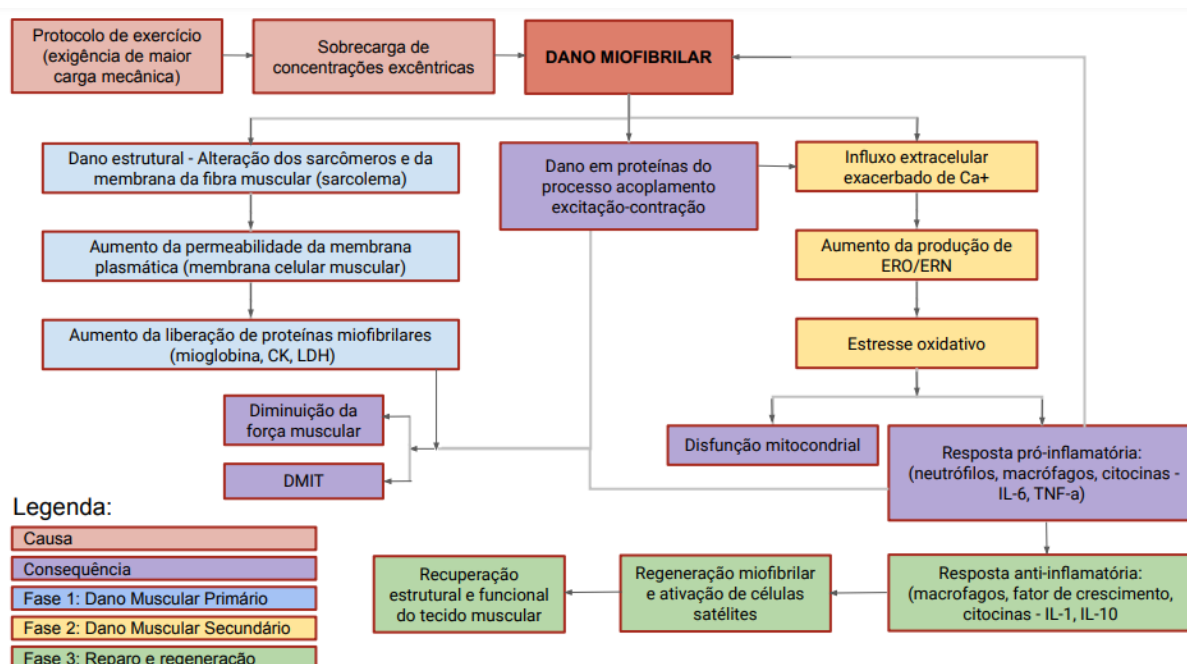 Protocolo de exercício
(exigência de maior
carga mecânica)
Sobrecarga de
concentrações excêntricas
DANO MIOFIBRILAR
Dano estrutural - Alteração dos sarcômeros e da
membrana da fibra muscular (sarcolema)
Dano em proteínas do
processo acoplamento
excitação-contração
Influxo extracelular
exacerbado de Ca+
Aumento da permeabilidade da membrana
plasmática (membrana celular muscular)
Aumento da produção de
ERO/ERN
Aumento da liberação de proteínas miofibrilares
(mioglobina, CK, LDH)
Estresse oxidativo
Diminuição da
força muscular
DMIT
Disfunção mitocondrial
Resposta pró-inflamatória:
(neutrófilos, macrófagos, citocinas -
IL-6, TNF-a)
Legenda:
Causa
Consequência
Fase 1: Dano Muscular Primário
Fase 2: Dano Muscular Secundário
Fase 3: Reparo e regeneração
Recuperação
estrutural e funcional
do tecido muscular
Regeneração miofibrilar
e ativação de células
satélites
Resposta anti-inflamatória:
(macrofagos, fator de crescimento,
citocinas - IL-1, IL-10